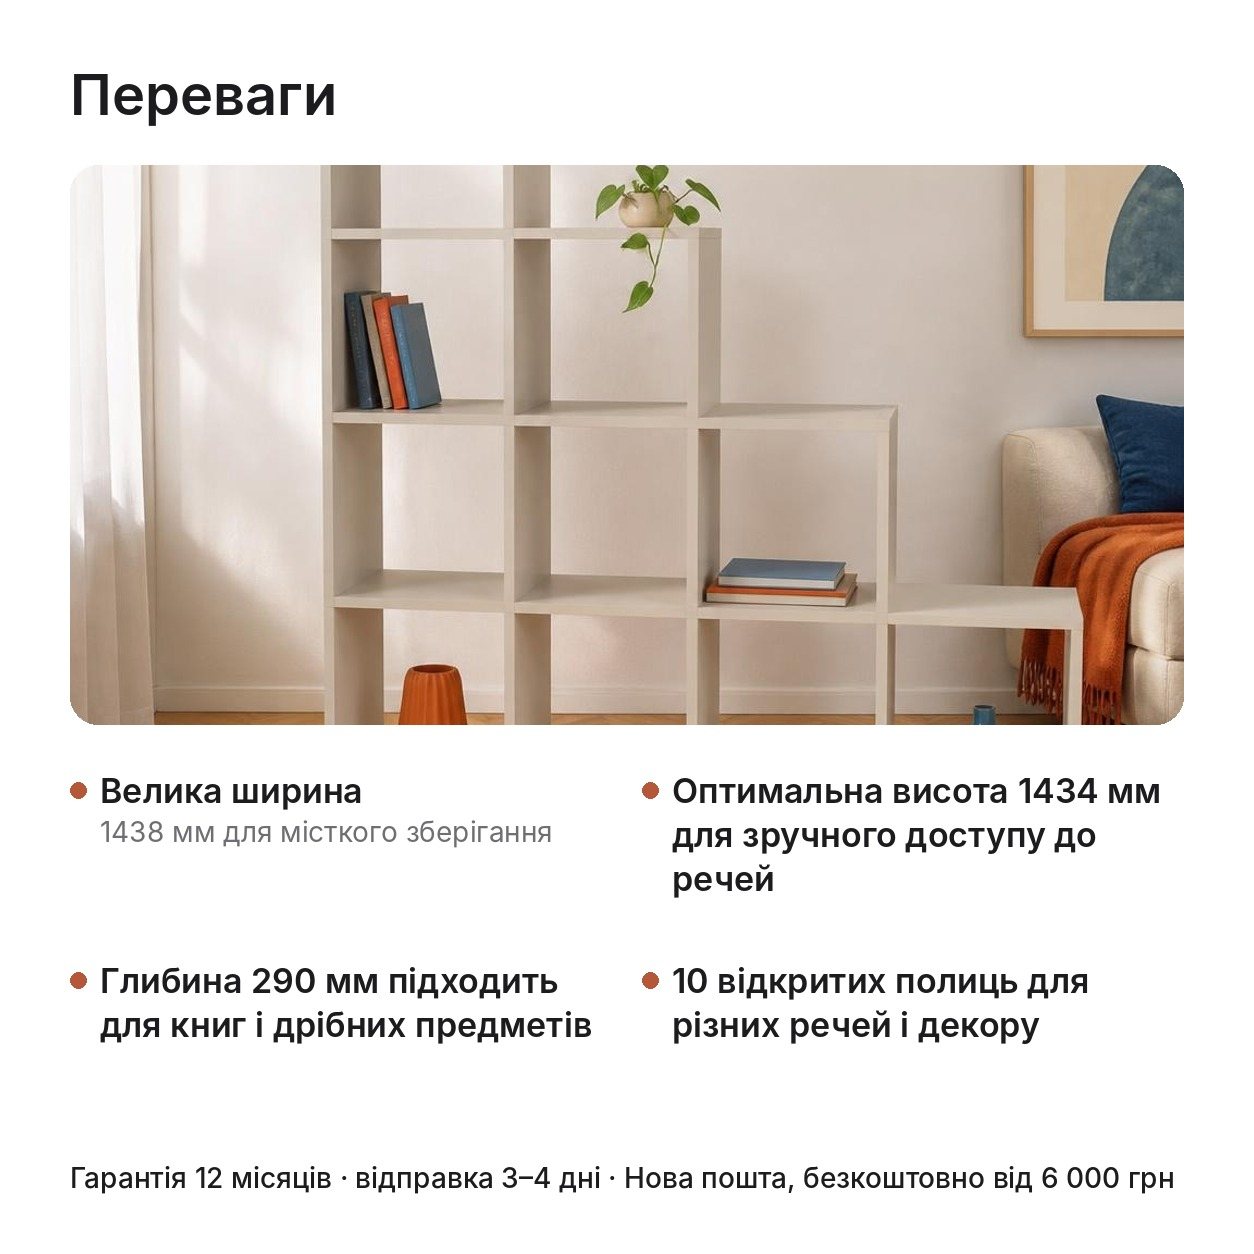 Переваги
Велика ширина
1438 мм для місткого зберігання
Оптимальна висота 1434 мм
для зручного доступу до
речей
Глибина 290 мм підходить
для книг і дрібних предметів
10 відкритих полиць для
різних речей і декору
Гарантія 12 місяців · відправка 3–4 дні · Нова пошта, безкоштовно від 6 000 грн